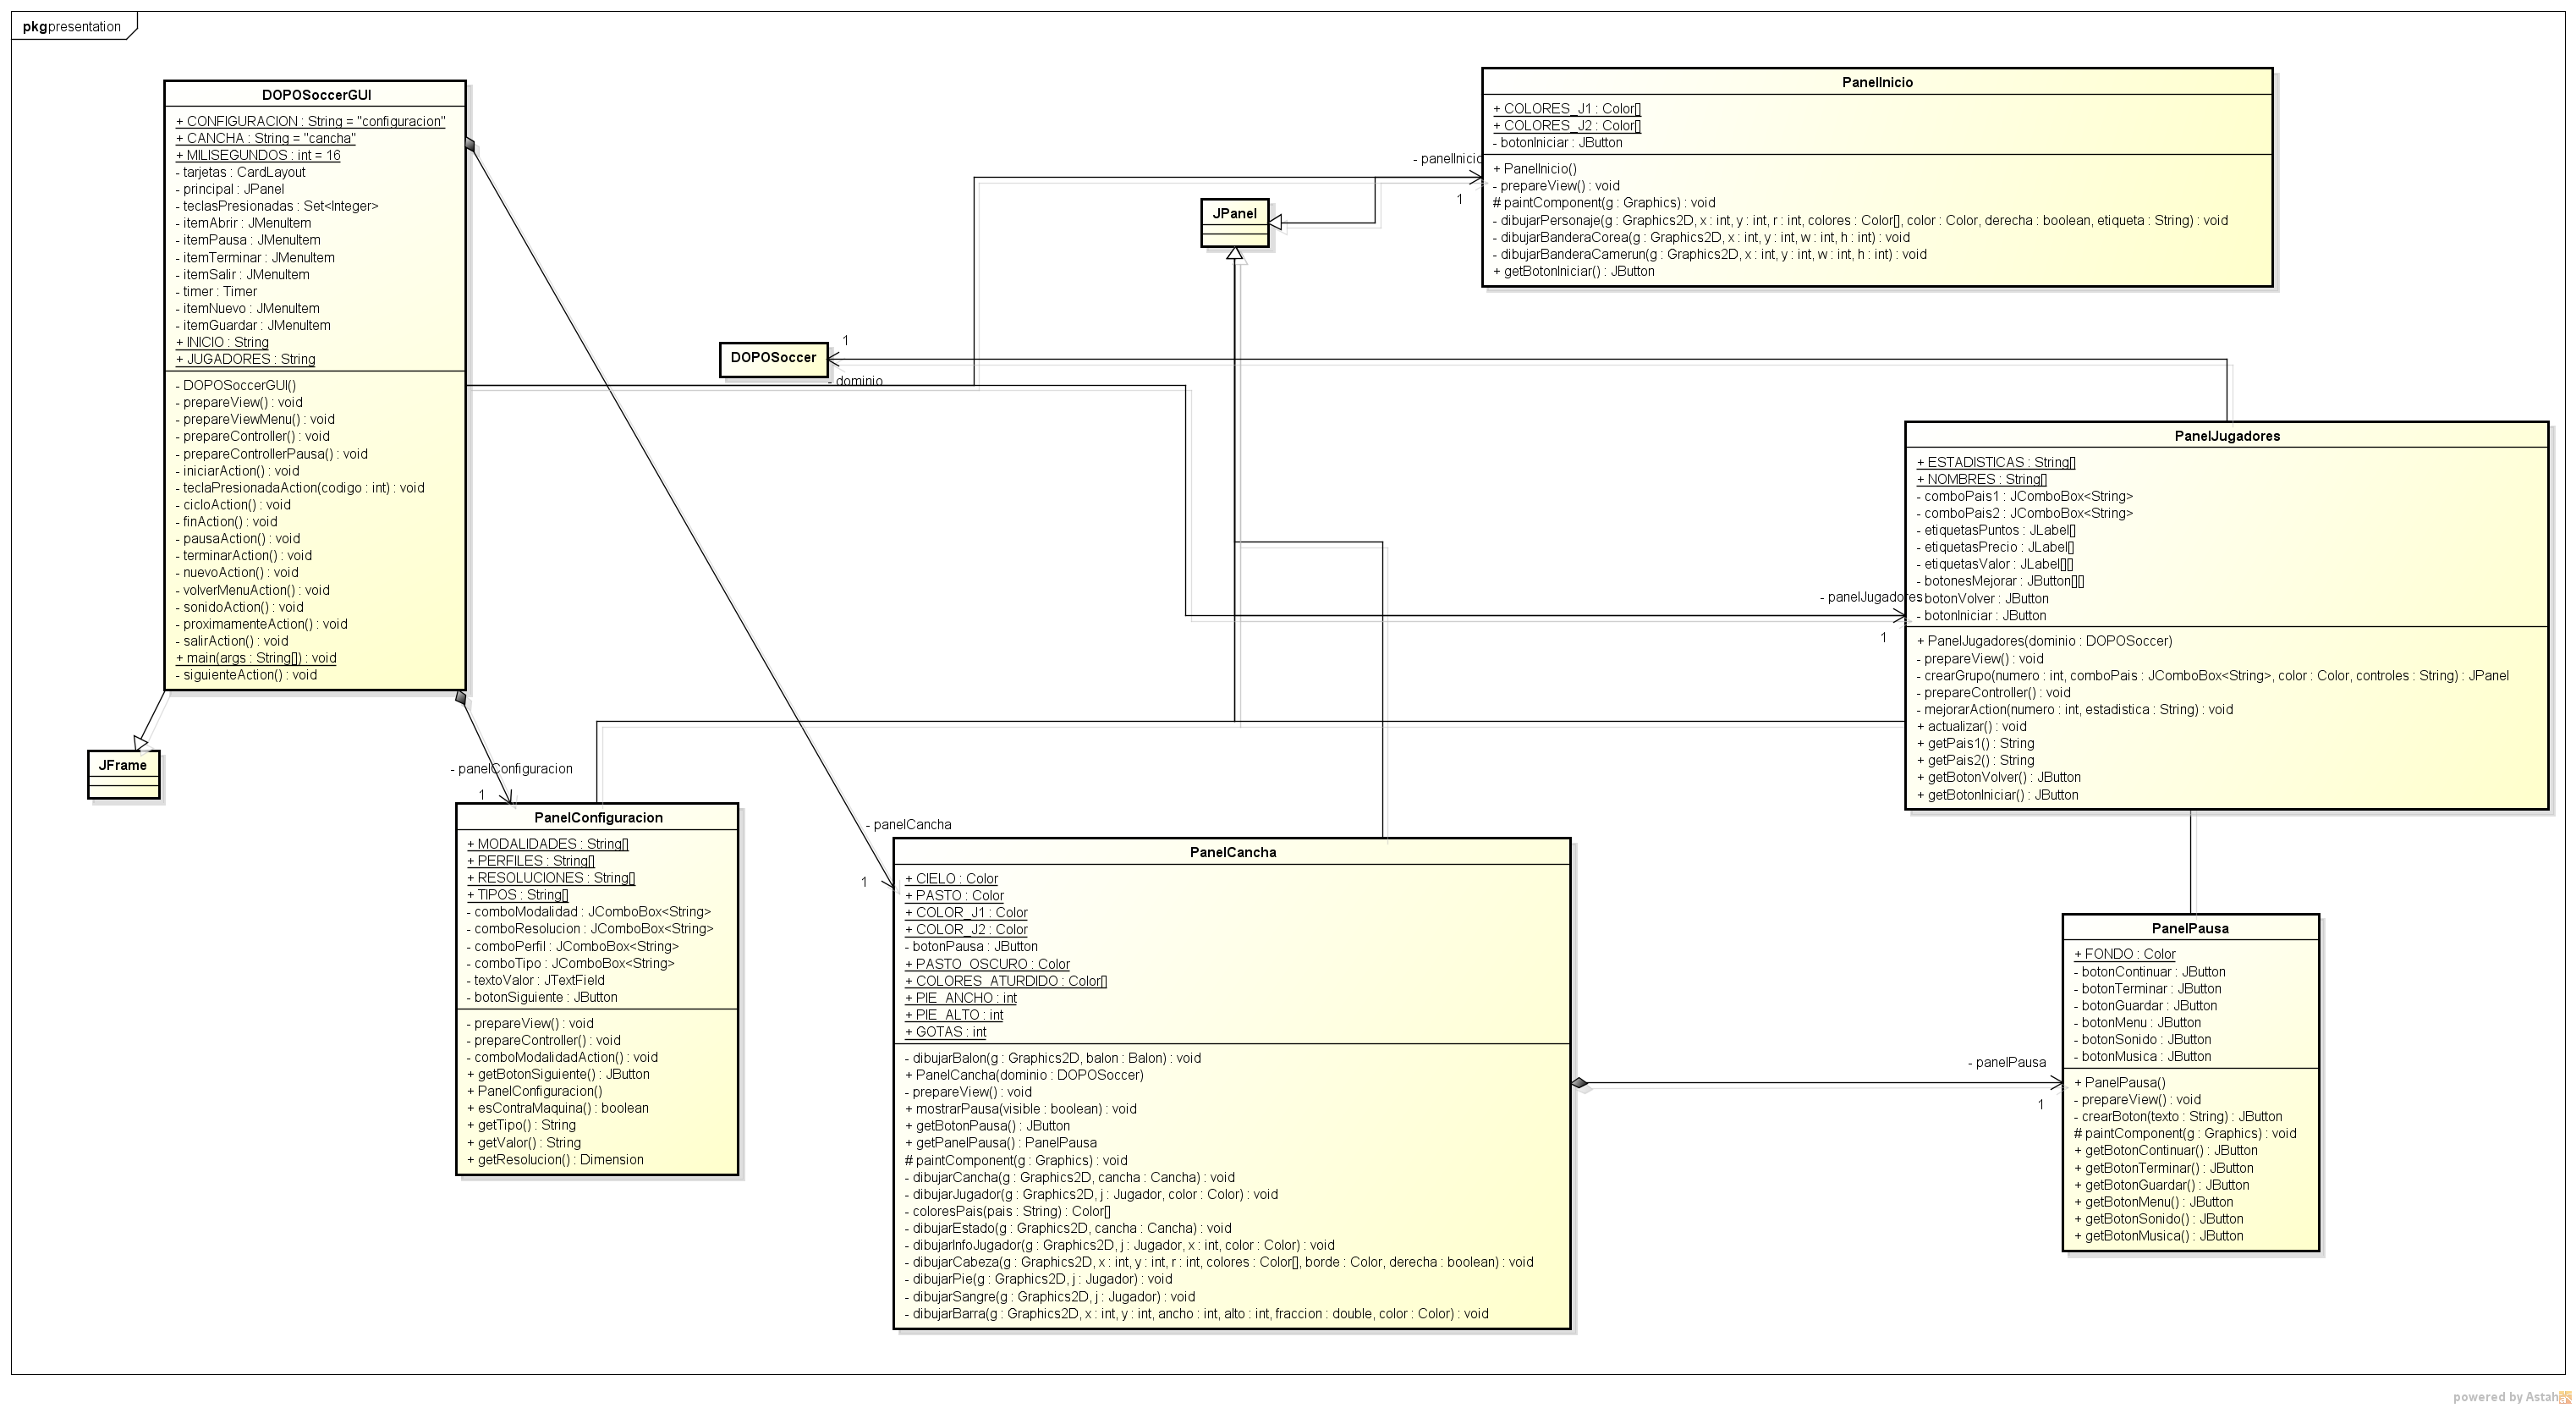 pkg presentation
DOPOSoccerGUI
+ CONFIGURACION : String = "configuracion"
+ CANCHA : String = "cancha"
+ MILISEGUNDOS : int = 16
- tarjetas : CardLayout
- principal : JPanel
- teclasPresionadas : Set<Integer>
- itemAbrir : JMenuItem
- itemPausa : JMenuItem
- itemTerminar : JMenuItem
- itemSalir : JMenuItem
- timer : Timer
- itemNuevo : JMenuItem
- itemGuardar : JMenuItem
+ INICIO : String
+ JUGADORES : String
- DOPOSoccerGUI()
- prepareView() : void
- prepareViewMenu() : void
- prepareController() : void
- prepareControllerPausa() : void
- iniciarAction() : void
- teclaPresionadaAction(codigo : int) : void
- cicloAction() : void
- finAction() : void
- pausaAction() : void
- terminarAction() : void
- nuevoAction() : void
- volverMenuAction() : void
- sonidoAction() : void
- proximamenteAction() : void
- salirAction() : void
+ main(args : String[]) : void
- siguienteAction() : void
PanelInicio
+ COLORES_J1 : Color[]
+ COLORES_J2 : Color[]
- botonIniciar : JButton
+ PanelInicio()
- prepareView() : void
# paintComponent(g : Graphics) : void
- dibujarPersonaje(g : Graphics2D, x : int, y : int, r : int, colores : Color[], color : Color, derecha : boolean, etiqueta : String) : void
- dibujarBanderaCorea(g : Graphics2D, x : int, y : int, w : int, h : int) : void
- dibujarBanderaCamerun(g : Graphics2D, x : int, y : int, w : int, h : int) : void
+ getBotonIniciar() : JButton
- panelInicio
1
JPanel
DOPOSoccer
1
- dominio
PanelJugadores
+ ESTADISTICAS : String[]
+ NOMBRES : String[]
- comboPais1 : JComboBox<String>
- comboPais2 : JComboBox<String>
- etiquetasPuntos : JLabel[]
- etiquetasPrecio : JLabel[]
- etiquetasValor : JLabel[][]
- botonesMejorar : JButton[][]
- botonVolver : JButton
- botonIniciar : JButton
+ PanelJugadores(dominio : DOPOSoccer)
- prepareView() : void
- crearGrupo(numero : int, comboPais : JComboBox<String>, color : Color, controles : String) : JPanel
- prepareController() : void
- mejorarAction(numero : int, estadistica : String) : void
+ actualizar() : void
+ getPais1() : String
+ getPais2() : String
+ getBotonVolver() : JButton
+ getBotonIniciar() : JButton
- panelJugadores
1
JFrame
- panelConfiguracion
1
PanelConfiguracion
+ MODALIDADES : String[]
+ PERFILES : String[]
+ RESOLUCIONES : String[]
+ TIPOS : String[]
- comboModalidad : JComboBox<String>
- comboResolucion : JComboBox<String>
- comboPerfil : JComboBox<String>
- comboTipo : JComboBox<String>
- textoValor : JTextField
- botonSiguiente : JButton
- prepareView() : void
- prepareController() : void
- comboModalidadAction() : void
+ getBotonSiguiente() : JButton
+ PanelConfiguracion()
+ esContraMaquina() : boolean
+ getTipo() : String
+ getValor() : String
+ getResolucion() : Dimension
- panelCancha
1
PanelCancha
+ CIELO : Color
+ PASTO : Color
+ COLOR_J1 : Color
+ COLOR_J2 : Color
- botonPausa : JButton
+ PASTO_OSCURO : Color
+ COLORES_ATURDIDO : Color[]
+ PIE_ANCHO : int
+ PIE_ALTO : int
+ GOTAS : int
- dibujarBalon(g : Graphics2D, balon : Balon) : void
+ PanelCancha(dominio : DOPOSoccer)
- prepareView() : void
+ mostrarPausa(visible : boolean) : void
+ getBotonPausa() : JButton
+ getPanelPausa() : PanelPausa
# paintComponent(g : Graphics) : void
- dibujarCancha(g : Graphics2D, cancha : Cancha) : void
- dibujarJugador(g : Graphics2D, j : Jugador, color : Color) : void
- coloresPais(pais : String) : Color[]
- dibujarEstado(g : Graphics2D, cancha : Cancha) : void
- dibujarInfoJugador(g : Graphics2D, j : Jugador, x : int, color : Color) : void
- dibujarCabeza(g : Graphics2D, x : int, y : int, r : int, colores : Color[], borde : Color, derecha : boolean) : void
- dibujarPie(g : Graphics2D, j : Jugador) : void
- dibujarSangre(g : Graphics2D, j : Jugador) : void
- dibujarBarra(g : Graphics2D, x : int, y : int, ancho : int, alto : int, fraccion : double, color : Color) : void
- panelPausa
1
PanelPausa
+ FONDO : Color
- botonContinuar : JButton
- botonTerminar : JButton
- botonGuardar : JButton
- botonMenu : JButton
- botonSonido : JButton
- botonMusica : JButton
+ PanelPausa()
- prepareView() : void
- crearBoton(texto : String) : JButton
# paintComponent(g : Graphics) : void
+ getBotonContinuar() : JButton
+ getBotonTerminar() : JButton
+ getBotonGuardar() : JButton
+ getBotonMenu() : JButton
+ getBotonSonido() : JButton
+ getBotonMusica() : JButton
powered by Astah